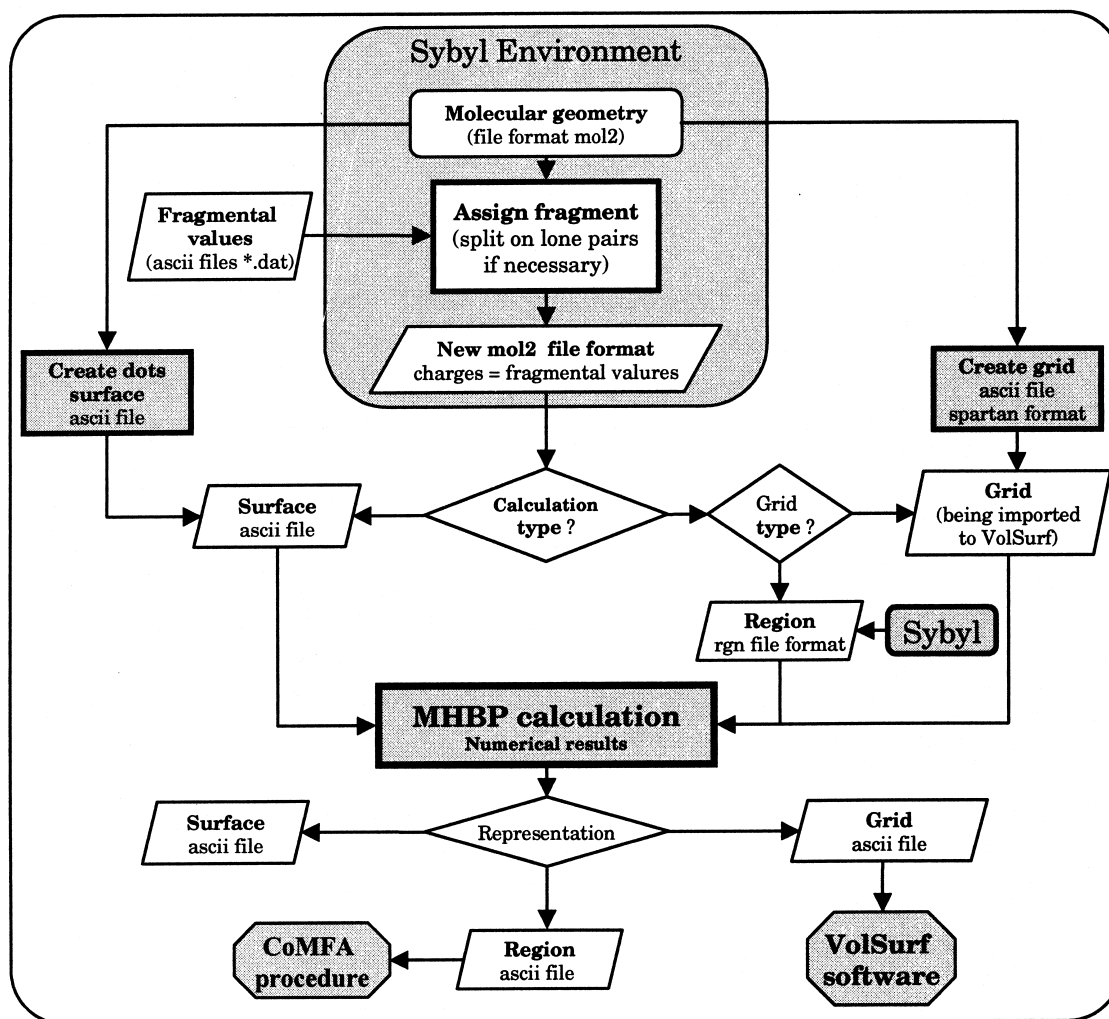 Sybyl Environment
Molecular geometry
(file format mol2)
Fragmental
values
(ascii files *.dat)
Assign fragment
(split on lone pairs
if necessary)
New mol2 file format
charges = fragmental valures
Create dots
surface
ascii file
Create grid
ascii file
spartan format
Surface
ascii file
Calculation
type ?
Grid
type ?
Grid
(being imported
to VolSurf)
Region
rgn file format
Sybyl
MHBP calculation
Numerical results
Surface
ascii file
Representation
Grid
ascii file
CoMFA
procedure
Region
ascii file
VolSurf
software